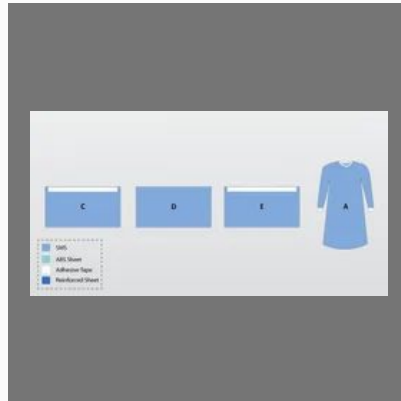 C D E A
SMS
ABS Sheet
Adhesive Tape
Reinforced Sheet